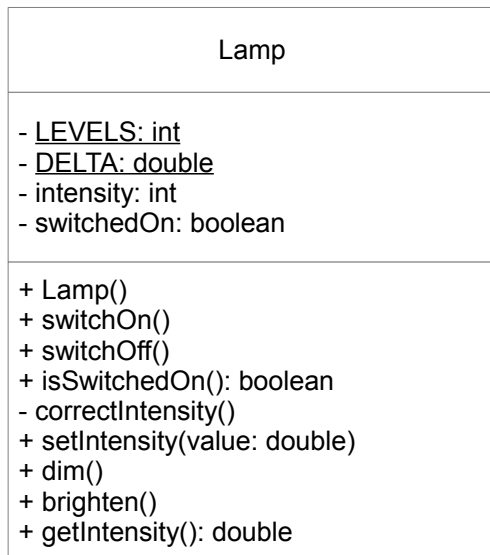 Lamp
- LEVELS: int
- DELTA: double
- intensity: int
- switchedOn: boolean
+ Lamp()
+ switchOn()
+ switchOff()
+ isSwitchedOn(): boolean
- correctIntensity()
+ setIntensity(value: double)
+ dim()
+ brighten()
+ getIntensity(): double